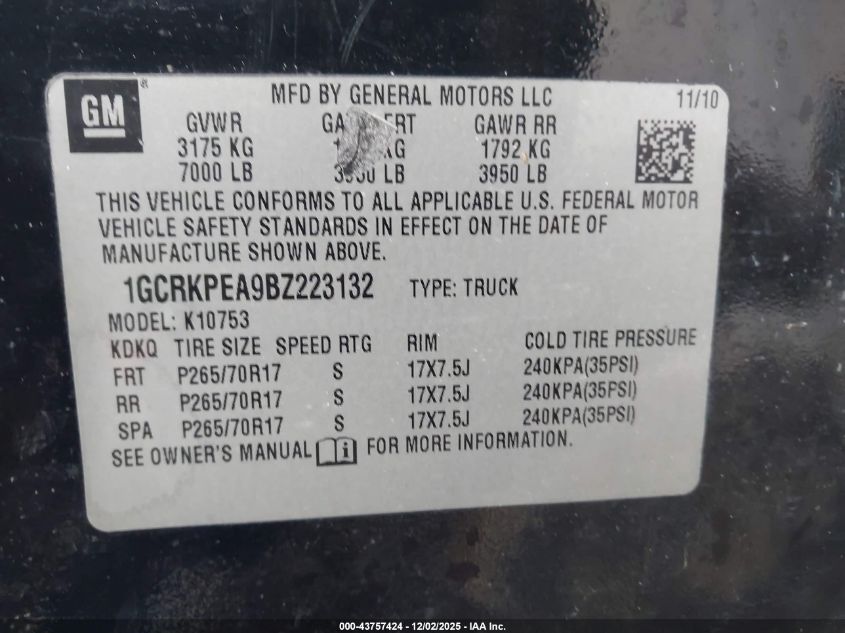 GM ®
MFD BY GENERAL MOTORS LLC 11/10
GVWR GAWR FRT GAWR RR
3175 KG KG 1792 KG
7000 LB LB 3950 LB
THIS VEHICLE CONFORMS TO ALL APPLICABLE U.S. FEDERAL MOTOR
VEHICLE SAFETY STANDARDS IN EFFECT ON THE DATE OF
MANUFACTURE SHOWN ABOVE.
1GCRKPEA9BZ223132 TYPE: TRUCK
MODEL: K10753
KDKQ TIRE SIZE SPEED RTG RIM COLD TIRE PRESSURE
FRT P265/70R17 S 17X7.5J 240KPA(35PSI)
RR P265/70R17 S 17X7.5J 240KPA(35PSI)
SPA P265/70R17 S 17X7.5J 240KPA(35PSI)
SEE OWNER'S MANUAL i FOR MORE INFORMATION.
000-43757424 - 12/02/2025 - IAA Inc.